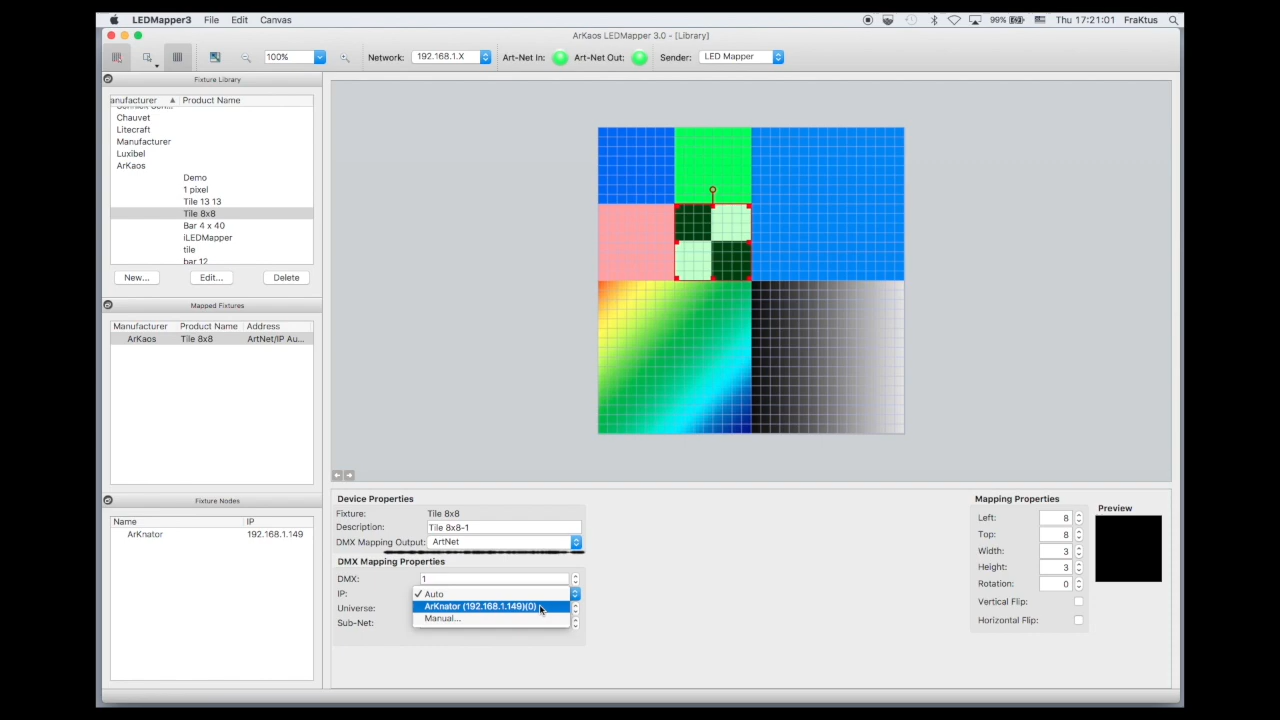 LEDMapper3 File Edit Canvas 99% Thu 17:21:01 FraKtus
ArKaos LEDMapper 3.0 - [Library]
100% Network: 192.168.1.X Art-Net In: Art-Net Out: Sender: LED Mapper
Fixture Library
anufacturer Product Name
Chauvet
Litecraft
Manufacturer
Luxibel
ArKaos
Demo
1 pixel
Tile 13 13
Tile 8x8
Bar 4 x 40
iLEDMapper
tile
bar 12
New... Edit... Delete
Mapped Fixtures
Manufacturer Product Name Address
ArKaos Tile 8x8 ArtNet/IP Au...
Fixture Nodes
Name IP
ArKnator 192.168.1.149
Device Properties
Fixture: Tile 8x8
Description: Tile 8x8-1
DMX Mapping Output: ArtNet
DMX Mapping Properties
DMX: 1
IP: ✓ Auto
ArKnator (192.168.1.149)(0)
Universe: Manual...
Sub-Net:
Mapping Properties
Left: 8
Top: 8
Width: 3
Height: 3
Rotation: 0
Vertical Flip:
Horizontal Flip:
Preview